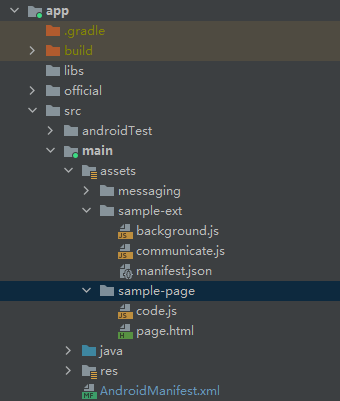 app
.gradle
build
libs
official
src
androidTest
main
assets
messaging
sample-ext
background.js
communicate.js
manifest.json
sample-page
code.js
page.html
java
res
AndroidManifest.xml